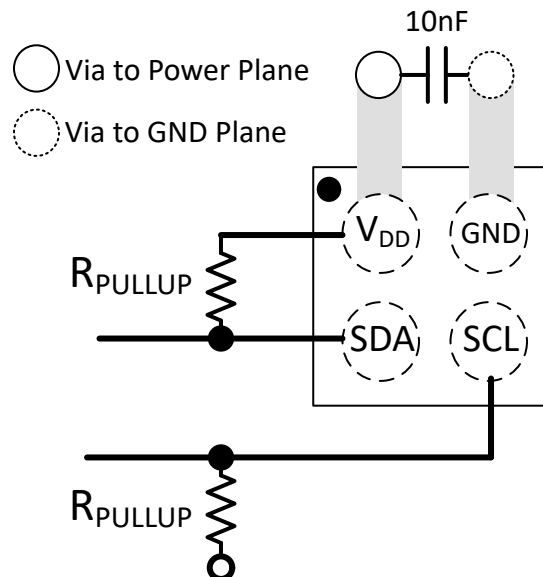 10nF
Via to Power Plane
Via to GND Plane
VDD
GND
RPULLUP
SDA
SCL
RPULLUP